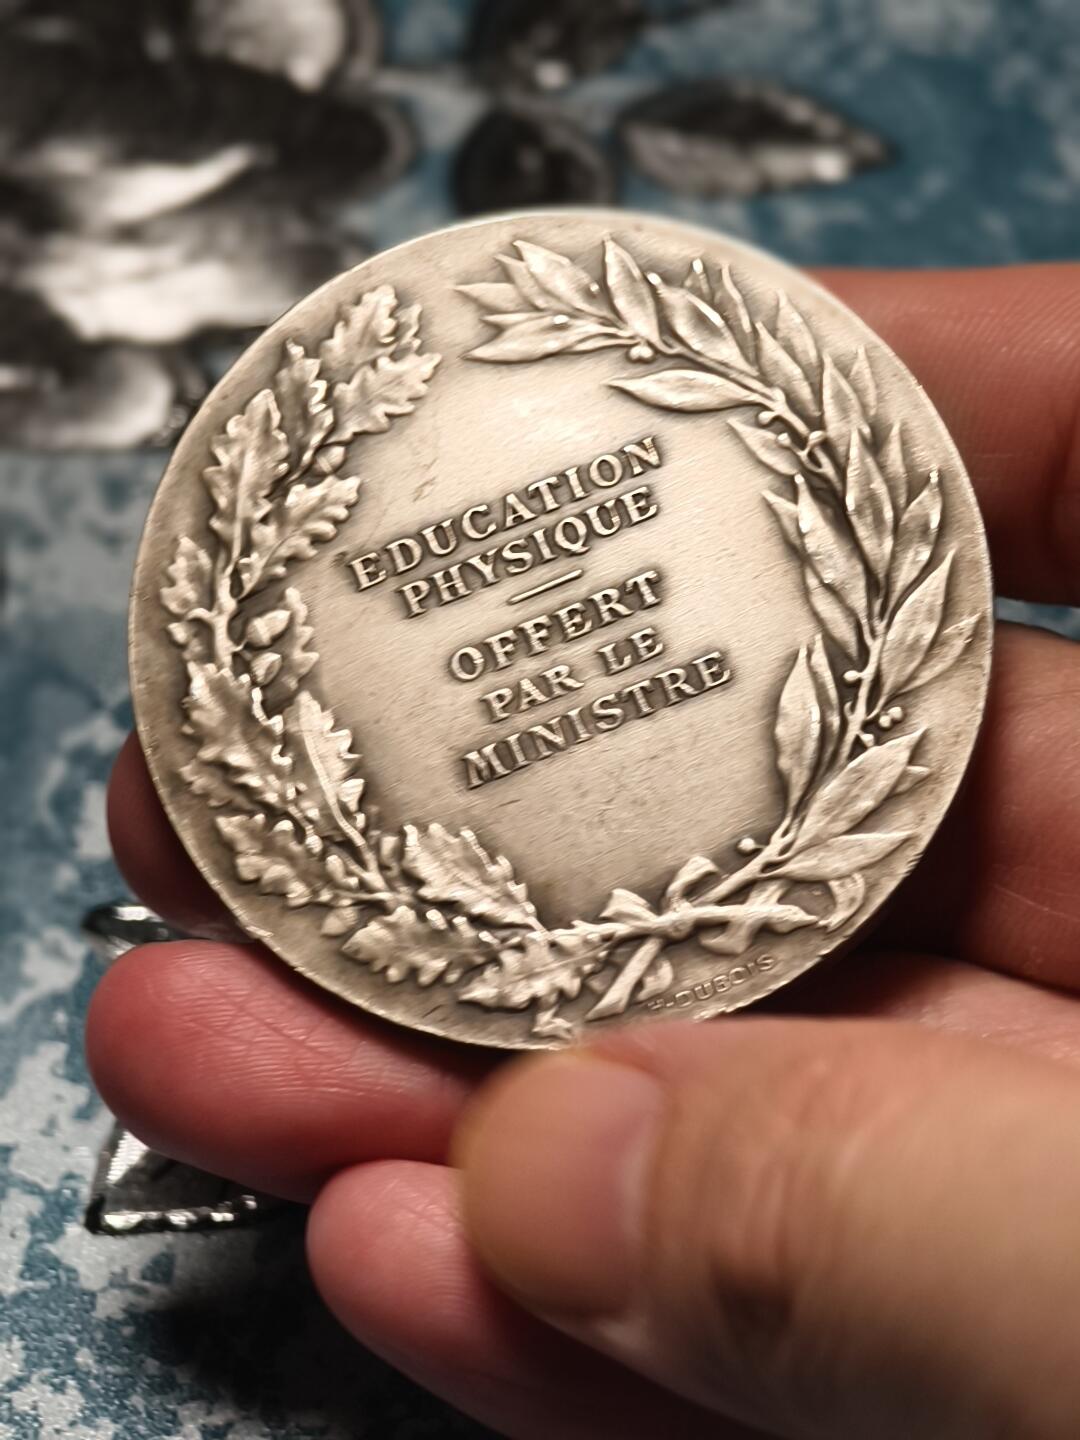 EDUCATION
PHYSIQUE
OFFERT
PAR LE
MINISTRE
H.DUBOIS